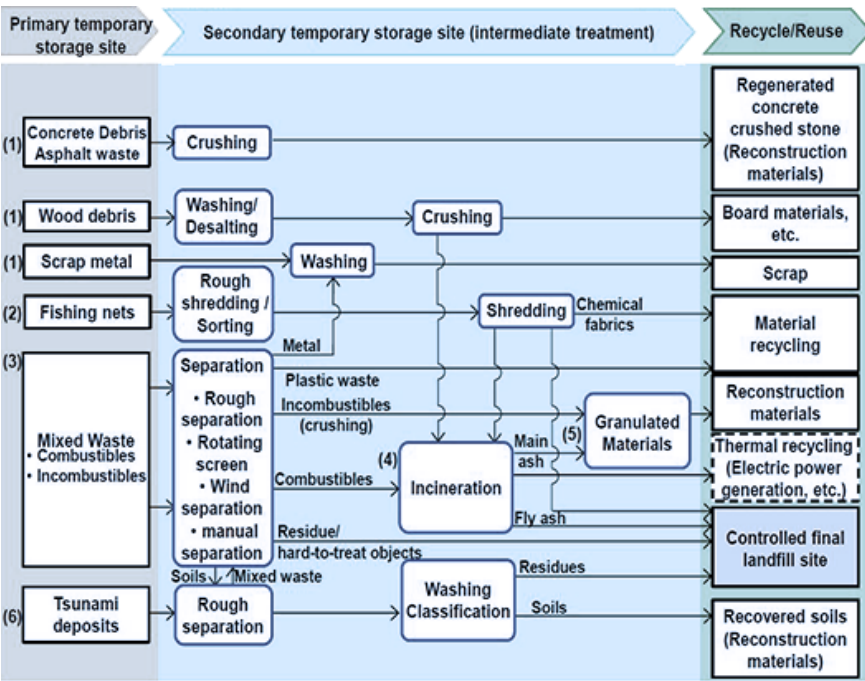 Primary temporary
storage site
Secondary temporary storage site (intermediate treatment)
Recycle/Reuse
(1)
Concrete Debris
Asphalt waste
Crushing
Regenerated
concrete
crushed stone
(Reconstruction
materials)
(1)
Wood debris
Washing/
Desalting
Crushing
Board materials,
etc.
(1)
Scrap metal
Washing
Scrap
(2)
Fishing nets
Rough
shredding /
Sorting
Shredding
Chemical
fabrics
Material
recycling
(3)
Mixed Waste
• Combustibles
• Incombustibles
Separation
• Rough
separation
• Rotating
screen
• Wind
separation
• manual
separation
Metal
Plastic waste
Incombustibles
(crushing)
Combustibles
Residue/
hard-to-treat objects
(4)
Incineration
Main
ash
Fly ash
(5)
Granulated
Materials
Reconstruction
materials
Thermal recycling
(Electric power
generation, etc.)
Controlled final
landfill site
Soils
Mixed waste
(6)
Tsunami
deposits
Rough
separation
Washing
Classification
Residues
Soils
Recovered soils
(Reconstruction
materials)